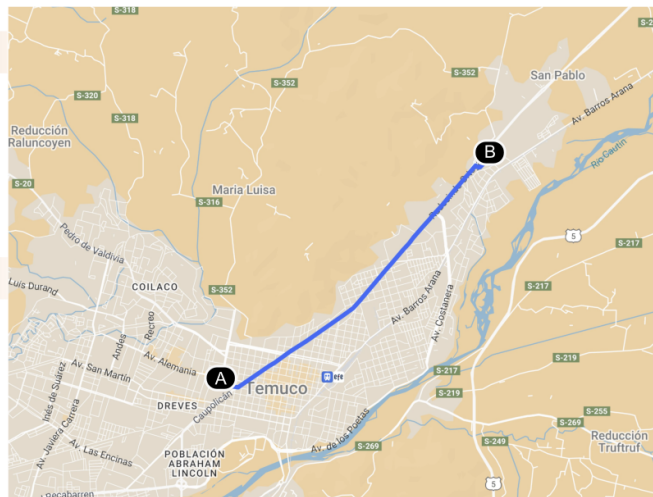 S-318
S-318
S-352
S-352
San Pablo
S-320
S-318
Av. Barros Arana
Reducción
Raluncoyen
B
Río Cautín
S-20
Maria Luisa
S-316
5
S-217
Pedro de Valdivia
Luis Durand
COILACO
S-352
S-217
Av. Barros Arana
Av. Costanera
Andes
Recreo
Av. Alemania
Av. San Martín
A
Temuco
efe
S-219
S-217
S-219
Inés de Suárez
DREVES
Caupolicán
Av. Javiera Carrera
Av. Las Encinas
Av. de los Poetas
S-255
S-269
S-269
S-249
Reducción
Truftruf
POBLACIÓN
ABRAHAM
LINCOLN
5
Recabarren